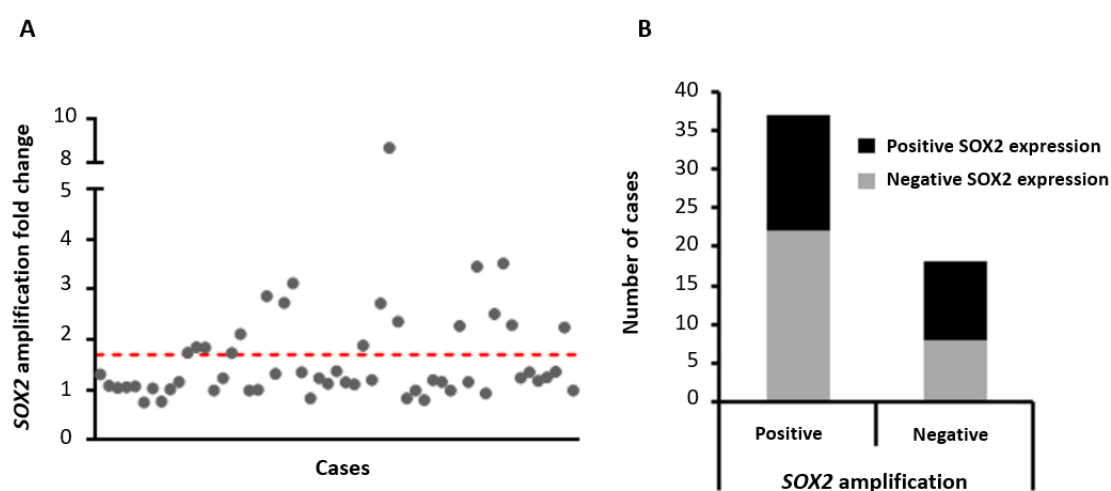 A
SOX2 amplification fold change
10
8
5
4
3
2
1
0
Cases
B
Number of cases
40
35
30
25
20
15
10
5
0
Positive SOX2 expression
Negative SOX2 expression
Positive
Negative
SOX2 amplification